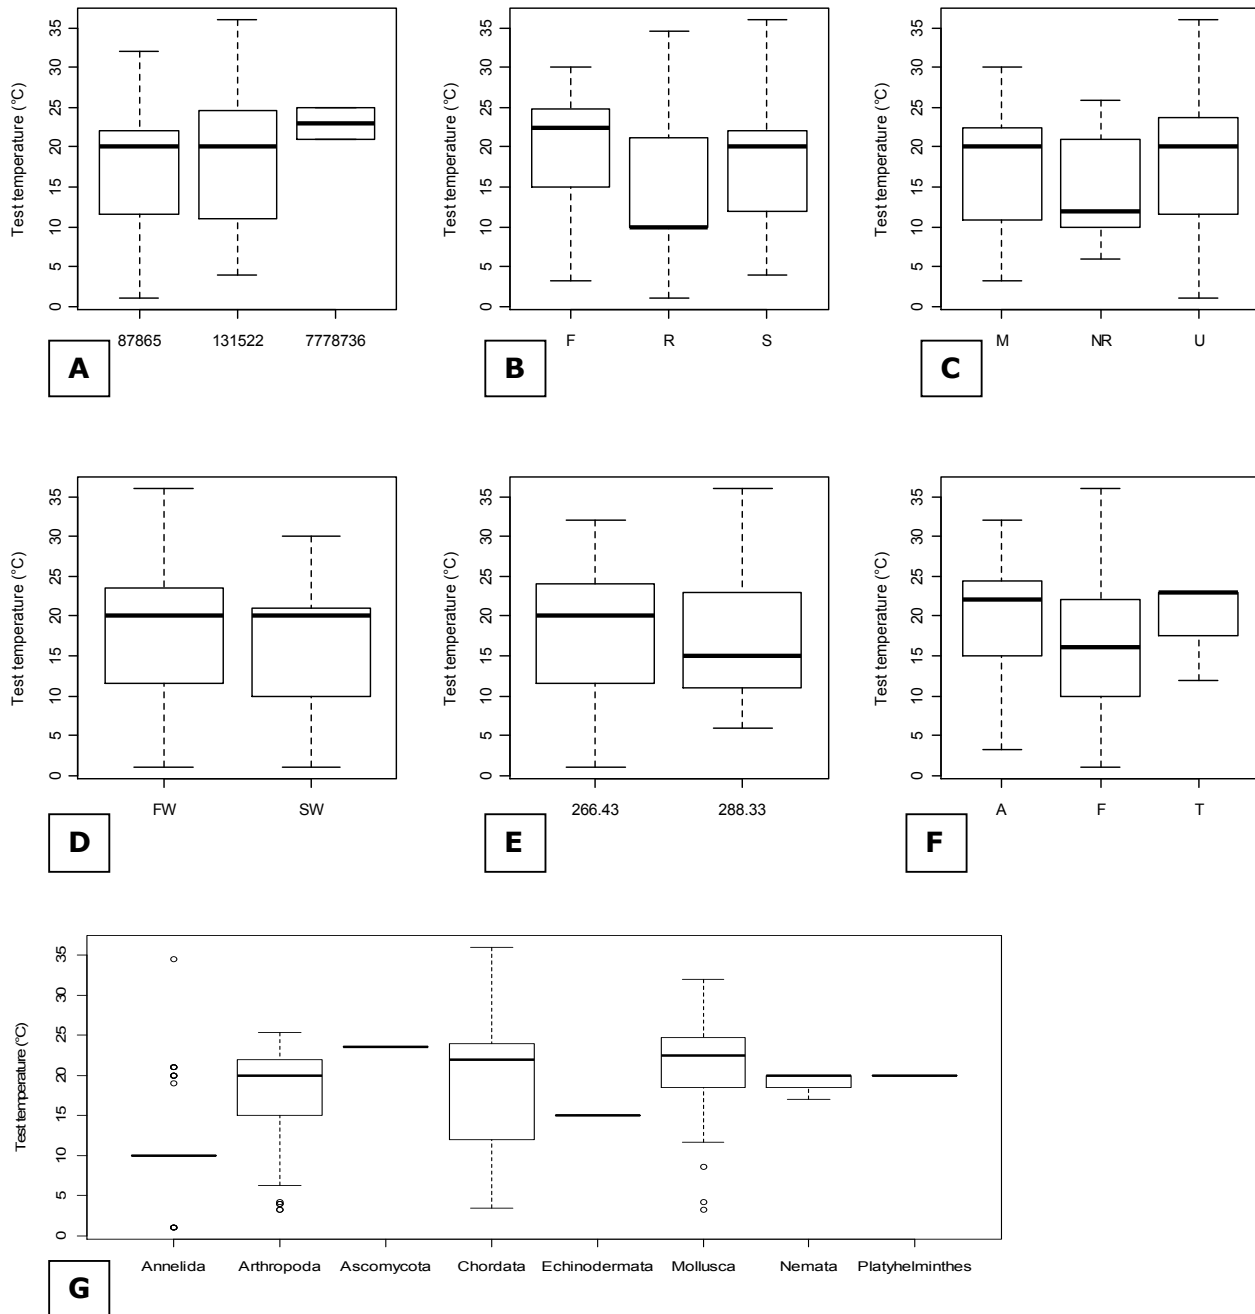 Test temperature (°C)
0 5 10 15 20 25 30 35
87865 131522 7778736
A
Test temperature (°C)
0 5 10 15 20 25 30 35
F R S
B
Test temperature (°C)
0 5 10 15 20 25 30 35
M NR U
C
Test temperature (°C)
0 5 10 15 20 25 30 35
FW SW
D
Test temperature (°C)
0 5 10 15 20 25 30 35
266.43 288.33
E
Test temperature (°C)
0 5 10 15 20 25 30 35
A F T
F
Test temperature (°C)
0 5 10 15 20 25 30 35
Annelida Arthropoda Ascomycota Chordata Echinodermata Mollusca Nemata Platyhelminthes
G